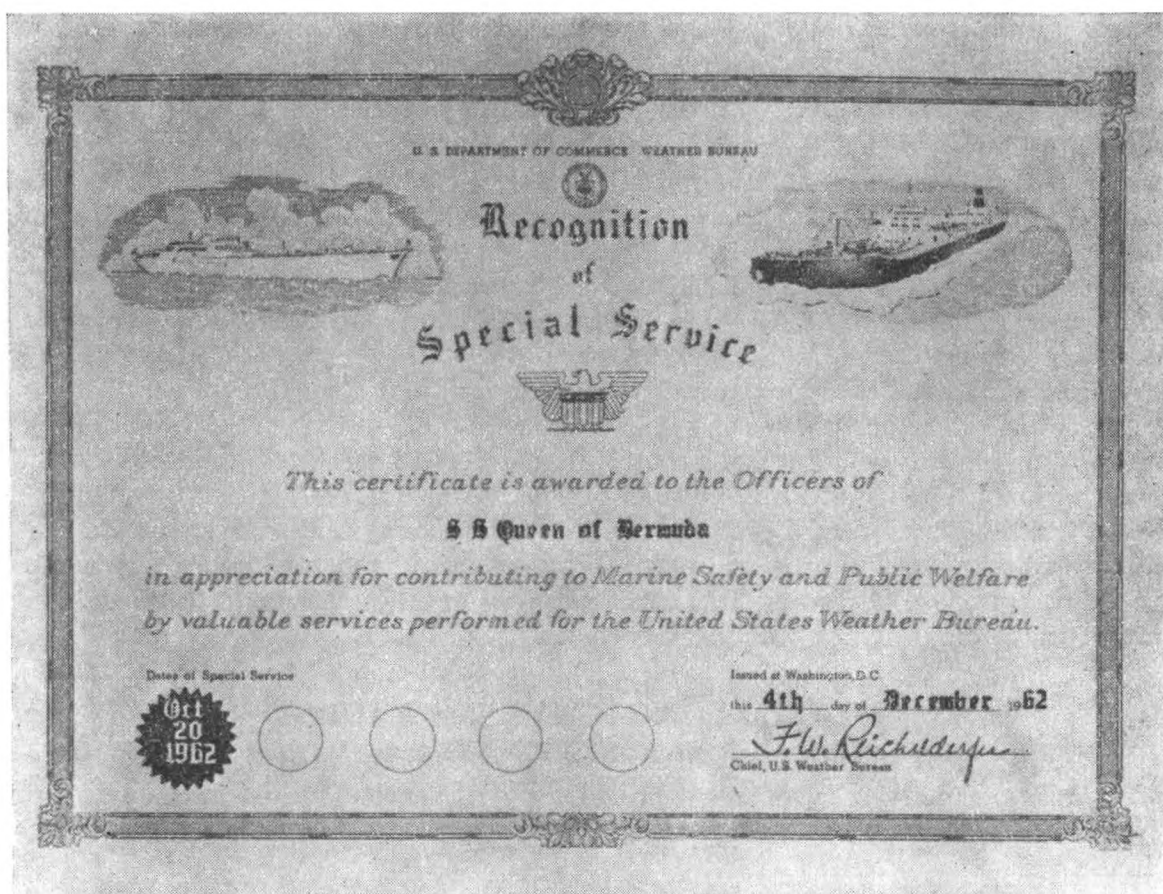 U. S. DEPARTMENT OF COMMERCE WEATHER BUREAU
Recognition
of
Special Service
This certificate is awarded to the Officers of
S S Queen of Bermuda
in appreciation for contributing to Marine Safety and Public Welfare
by valuable services performed for the United States Weather Bureau.
Dates of Special Service
Oct
20
1962
Issued at Washington, D.C.
this 4th day of December 1962
F. W. Reichelderfer
Chief, U.S. Weather Bureau